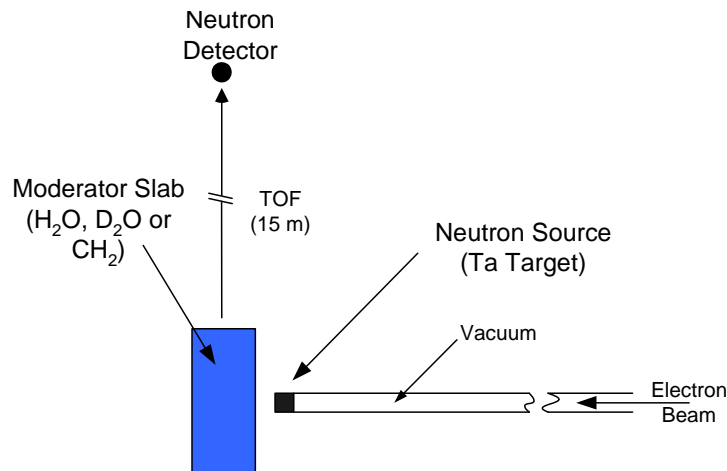 Neutron
Detector
Moderator Slab
(H₂O, D₂O or
CH₂)
TOF
(15 m)
Neutron Source
(Ta Target)
Vacuum
Electron
Beam